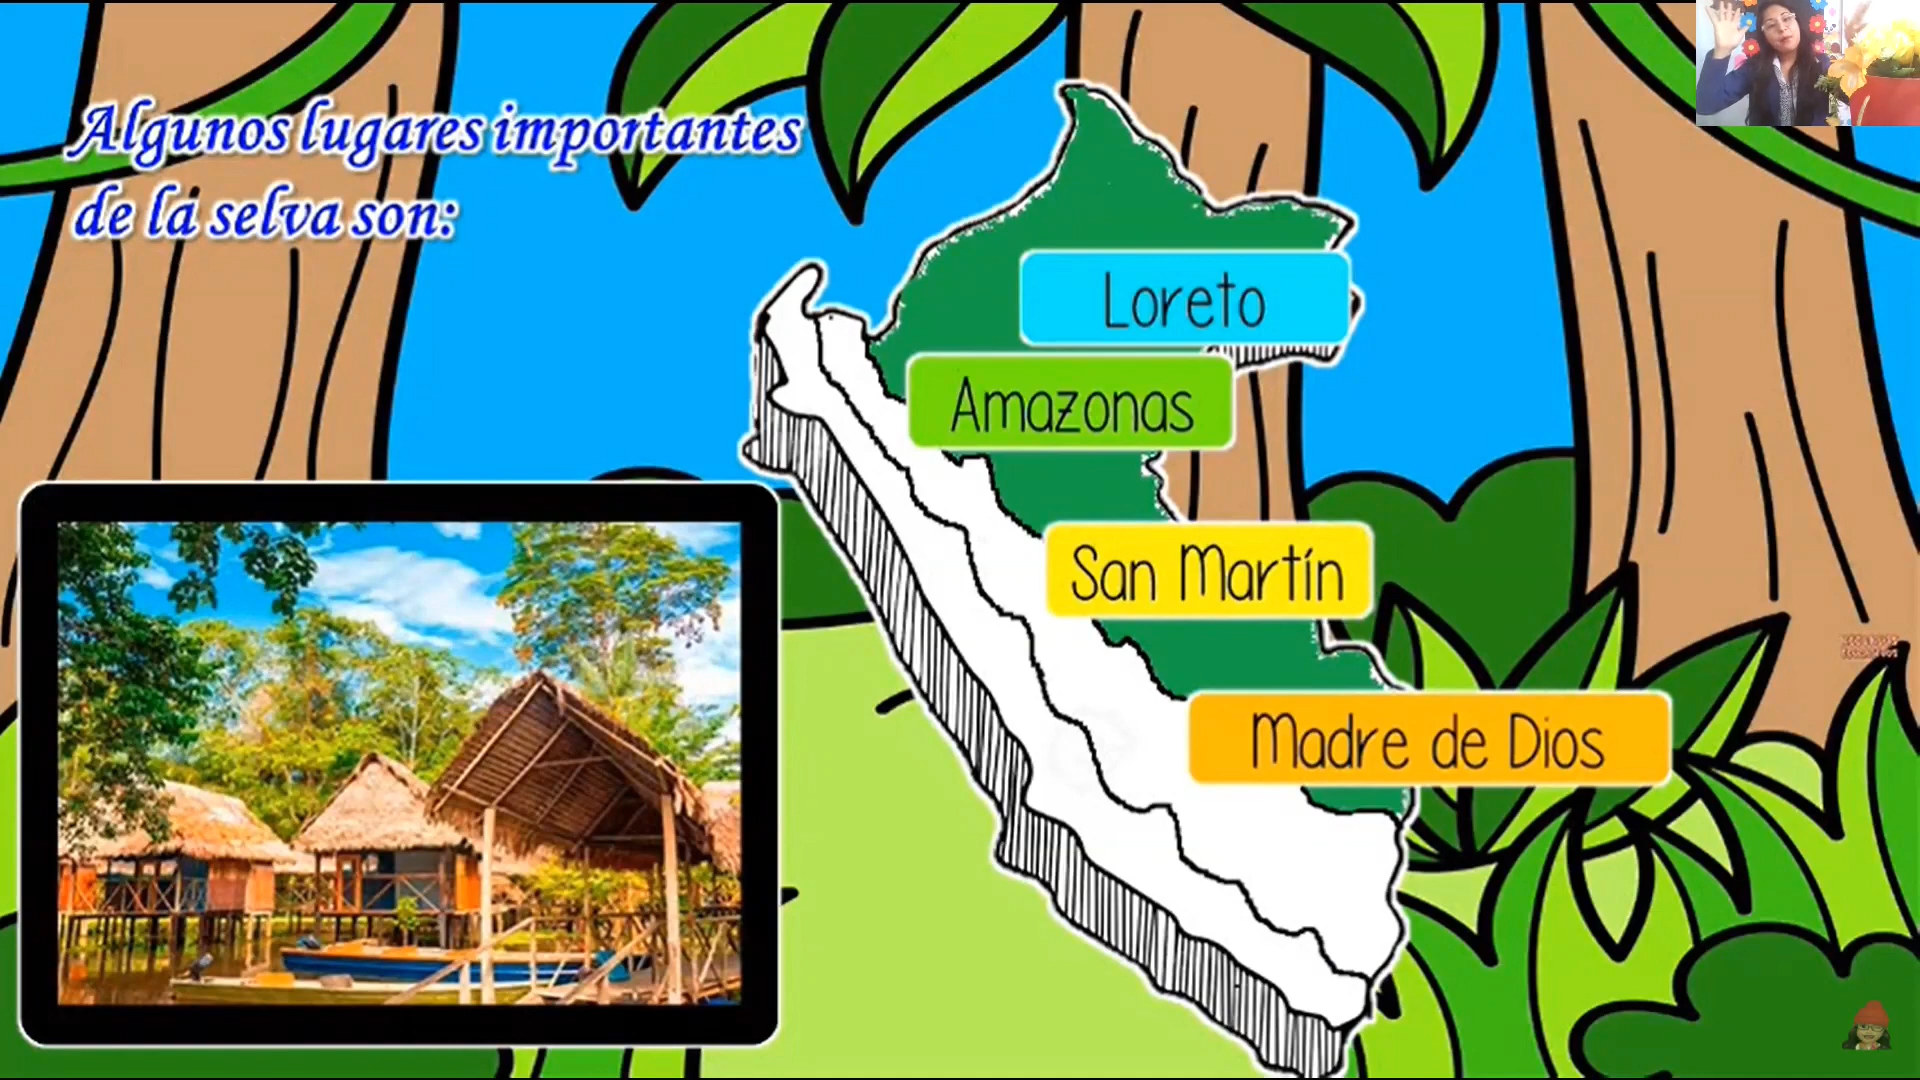 Algunos lugares importantes
de la selva son:
Loreto
Amazonas
San Martín
Madre de Dios